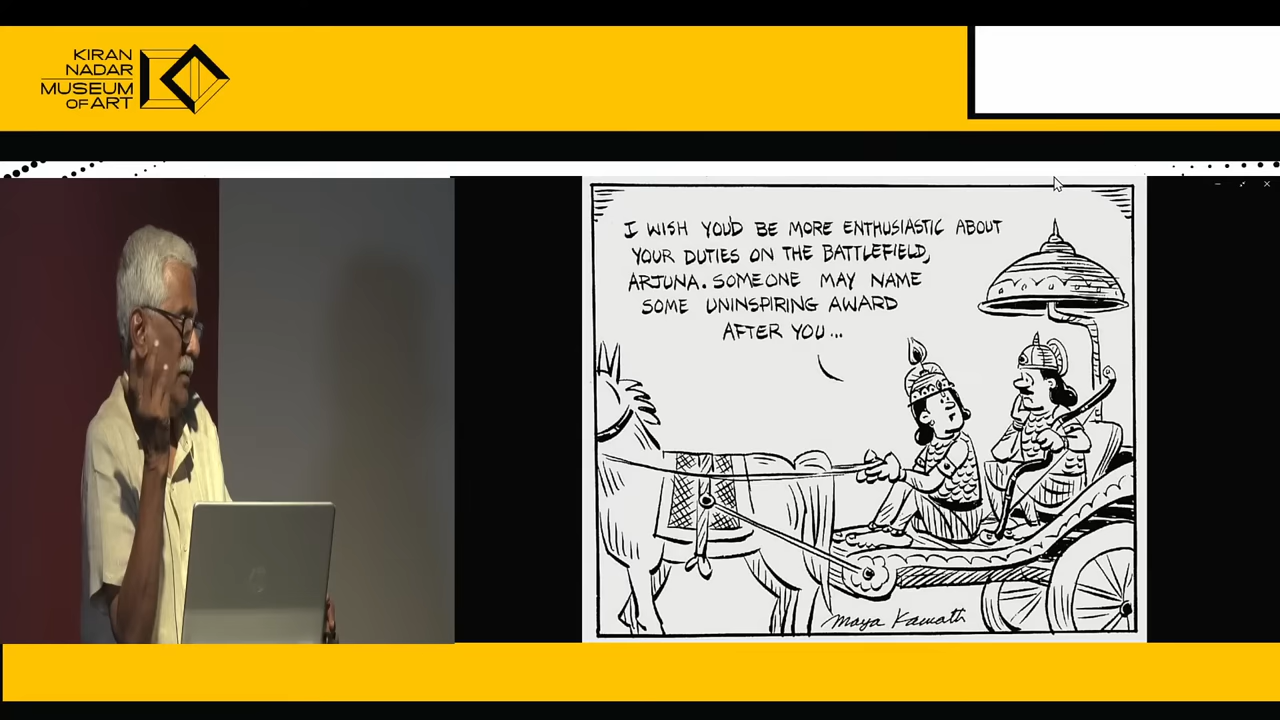 KIRAN
NADAR
MUSEUM
OF ART
I WISH YOU'D BE MORE ENTHUSIASTIC ABOUT
YOUR DUTIES ON THE BATTLEFIELD,
ARJUNA. SOMEONE MAY NAME
SOME UNINSPIRING AWARD
AFTER YOU...
Maya Kamath